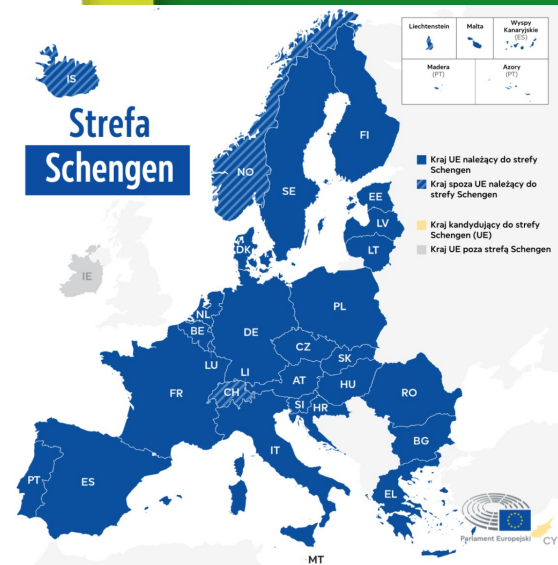 Liechtenstein
Malta
Wyspy
Kanaryjskie
(ES)
Madera
(PT)
Azory
(PT)
IS
Strefa
Schengen
Kraj UE należący do strefy
Schengen
Kraj spoza UE należący do
strefy Schengen
Kraj kandydujący do strefy
Schengen (UE)
Kraj UE poza strefą Schengen
FI
NO
SE
EE
LV
LT
DK
IE
NL
BE
DE
PL
CZ
LU
SK
LI
AT
HU
FR
CH
SI
HR
RO
IT
BG
PT
ES
EL
Parlament Europejski
CY
MT